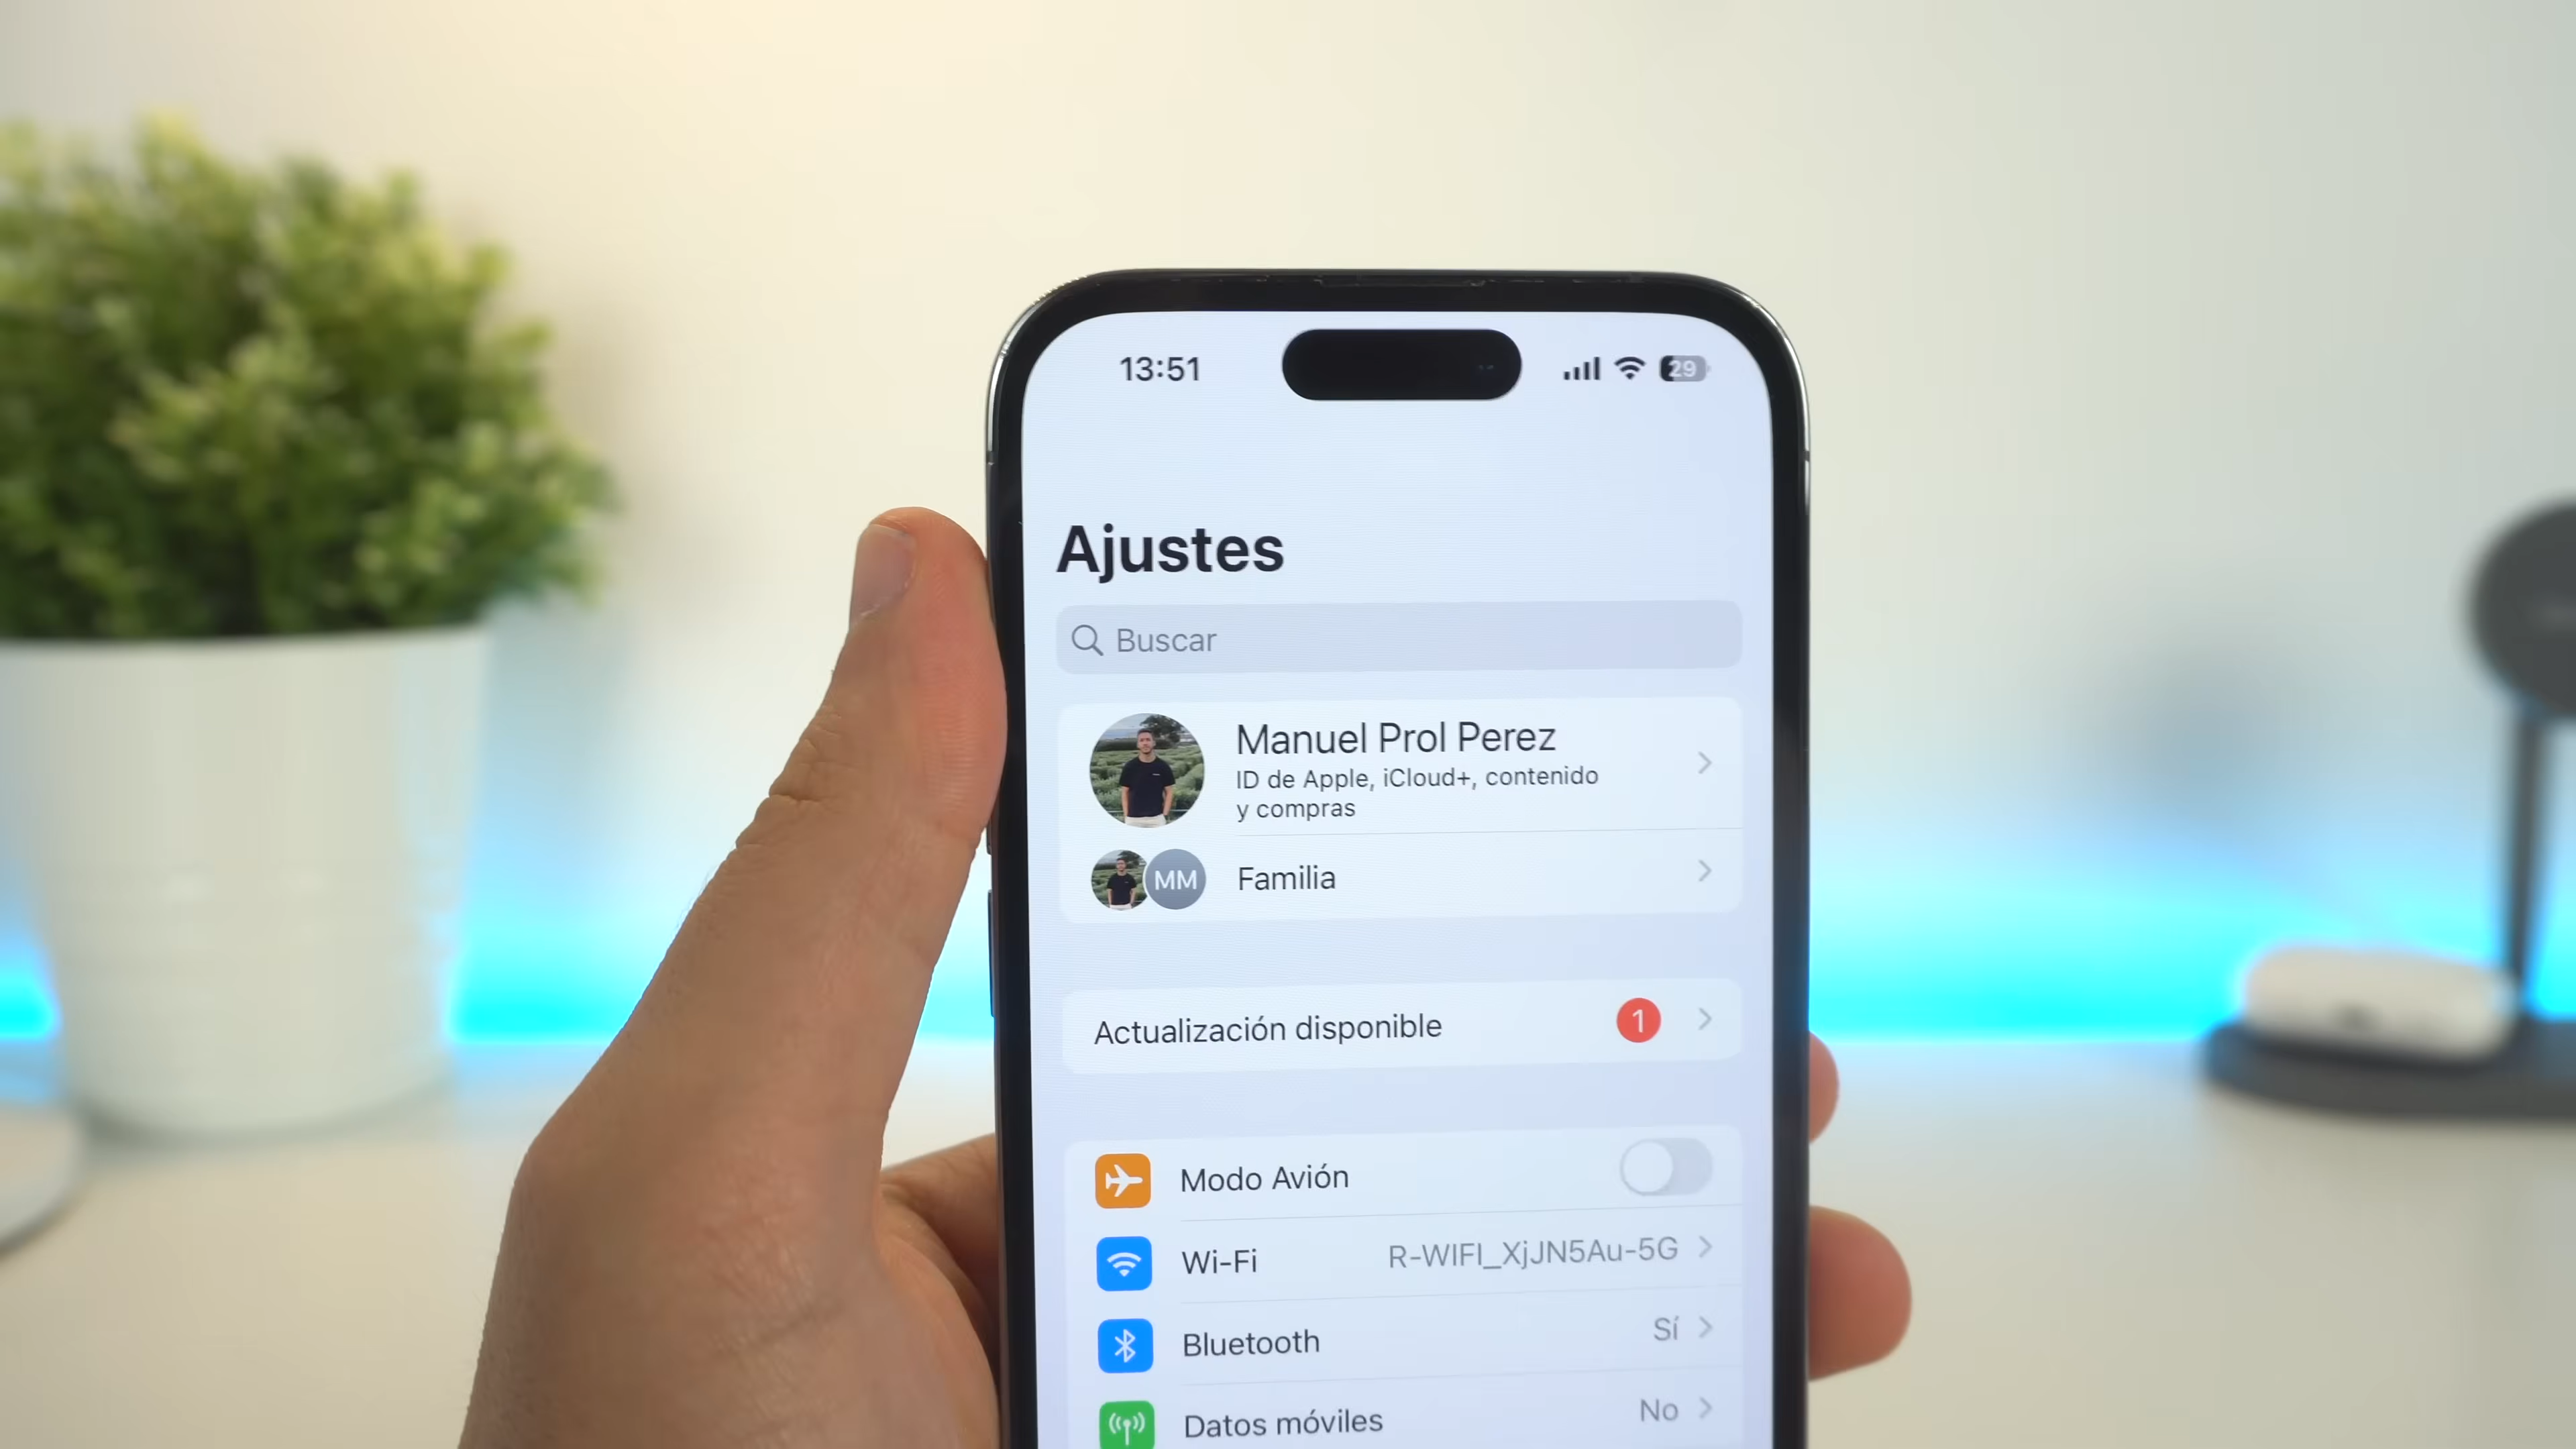 13:51
29
Ajustes
Buscar
Manuel Prol Perez
ID de Apple, iCloud+, contenido
y compras
MM
Familia
Actualización disponible
1
Modo Avión
Wi-Fi
R-WIFI_XjJN5Au-5G
Bluetooth
Sí
Datos móviles
No